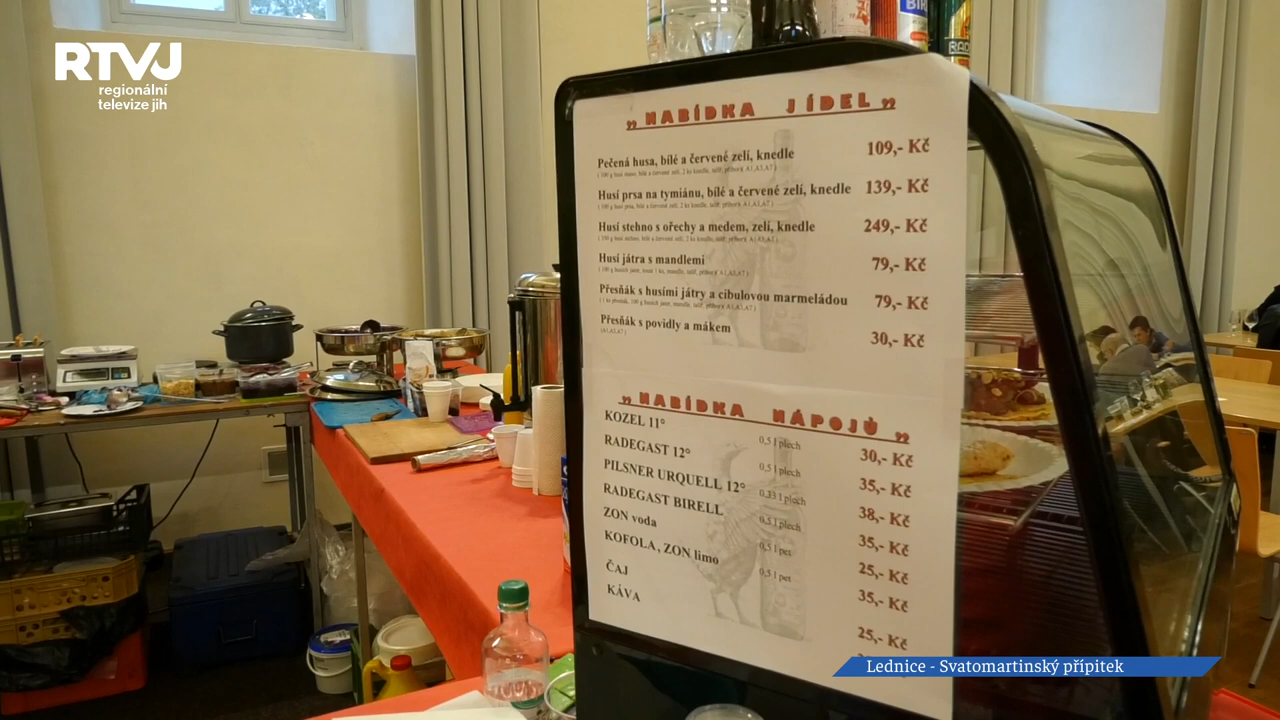 RTVJ
regionální
televize jih
BIR
RAD
„NABÍDKA JÍDEL„
Pečená husa, bílé a červené zelí, knedle 109,- Kč
Husí prsa na tymiánu, bílé a červené zelí, knedle 139,- Kč
Husí stehno s ořechy a medem, zelí, knedle 249,- Kč
Husí játra s mandlemi 79,- Kč
Přesňák s husími játry a cibulovou marmeládou 79,- Kč
Přesňák s povidly a mákem 30,- Kč
„NABÍDKA NÁPOJŮ„
KOZEL 11° 0,5 l plech 30,- Kč
RADEGAST 12° 0,5 l plech 35,- Kč
PILSNER URQUELL 12° 0,33 l plech 38,- Kč
RADEGAST BIRELL 0,5 l plech 35,- Kč
ZON voda 0,5 l pet 25,- Kč
KOFOLA, ZON limo 0,5 l pet 35,- Kč
ČAJ 25,- Kč
KÁVA
Lednice - Svatomartinský přípitek